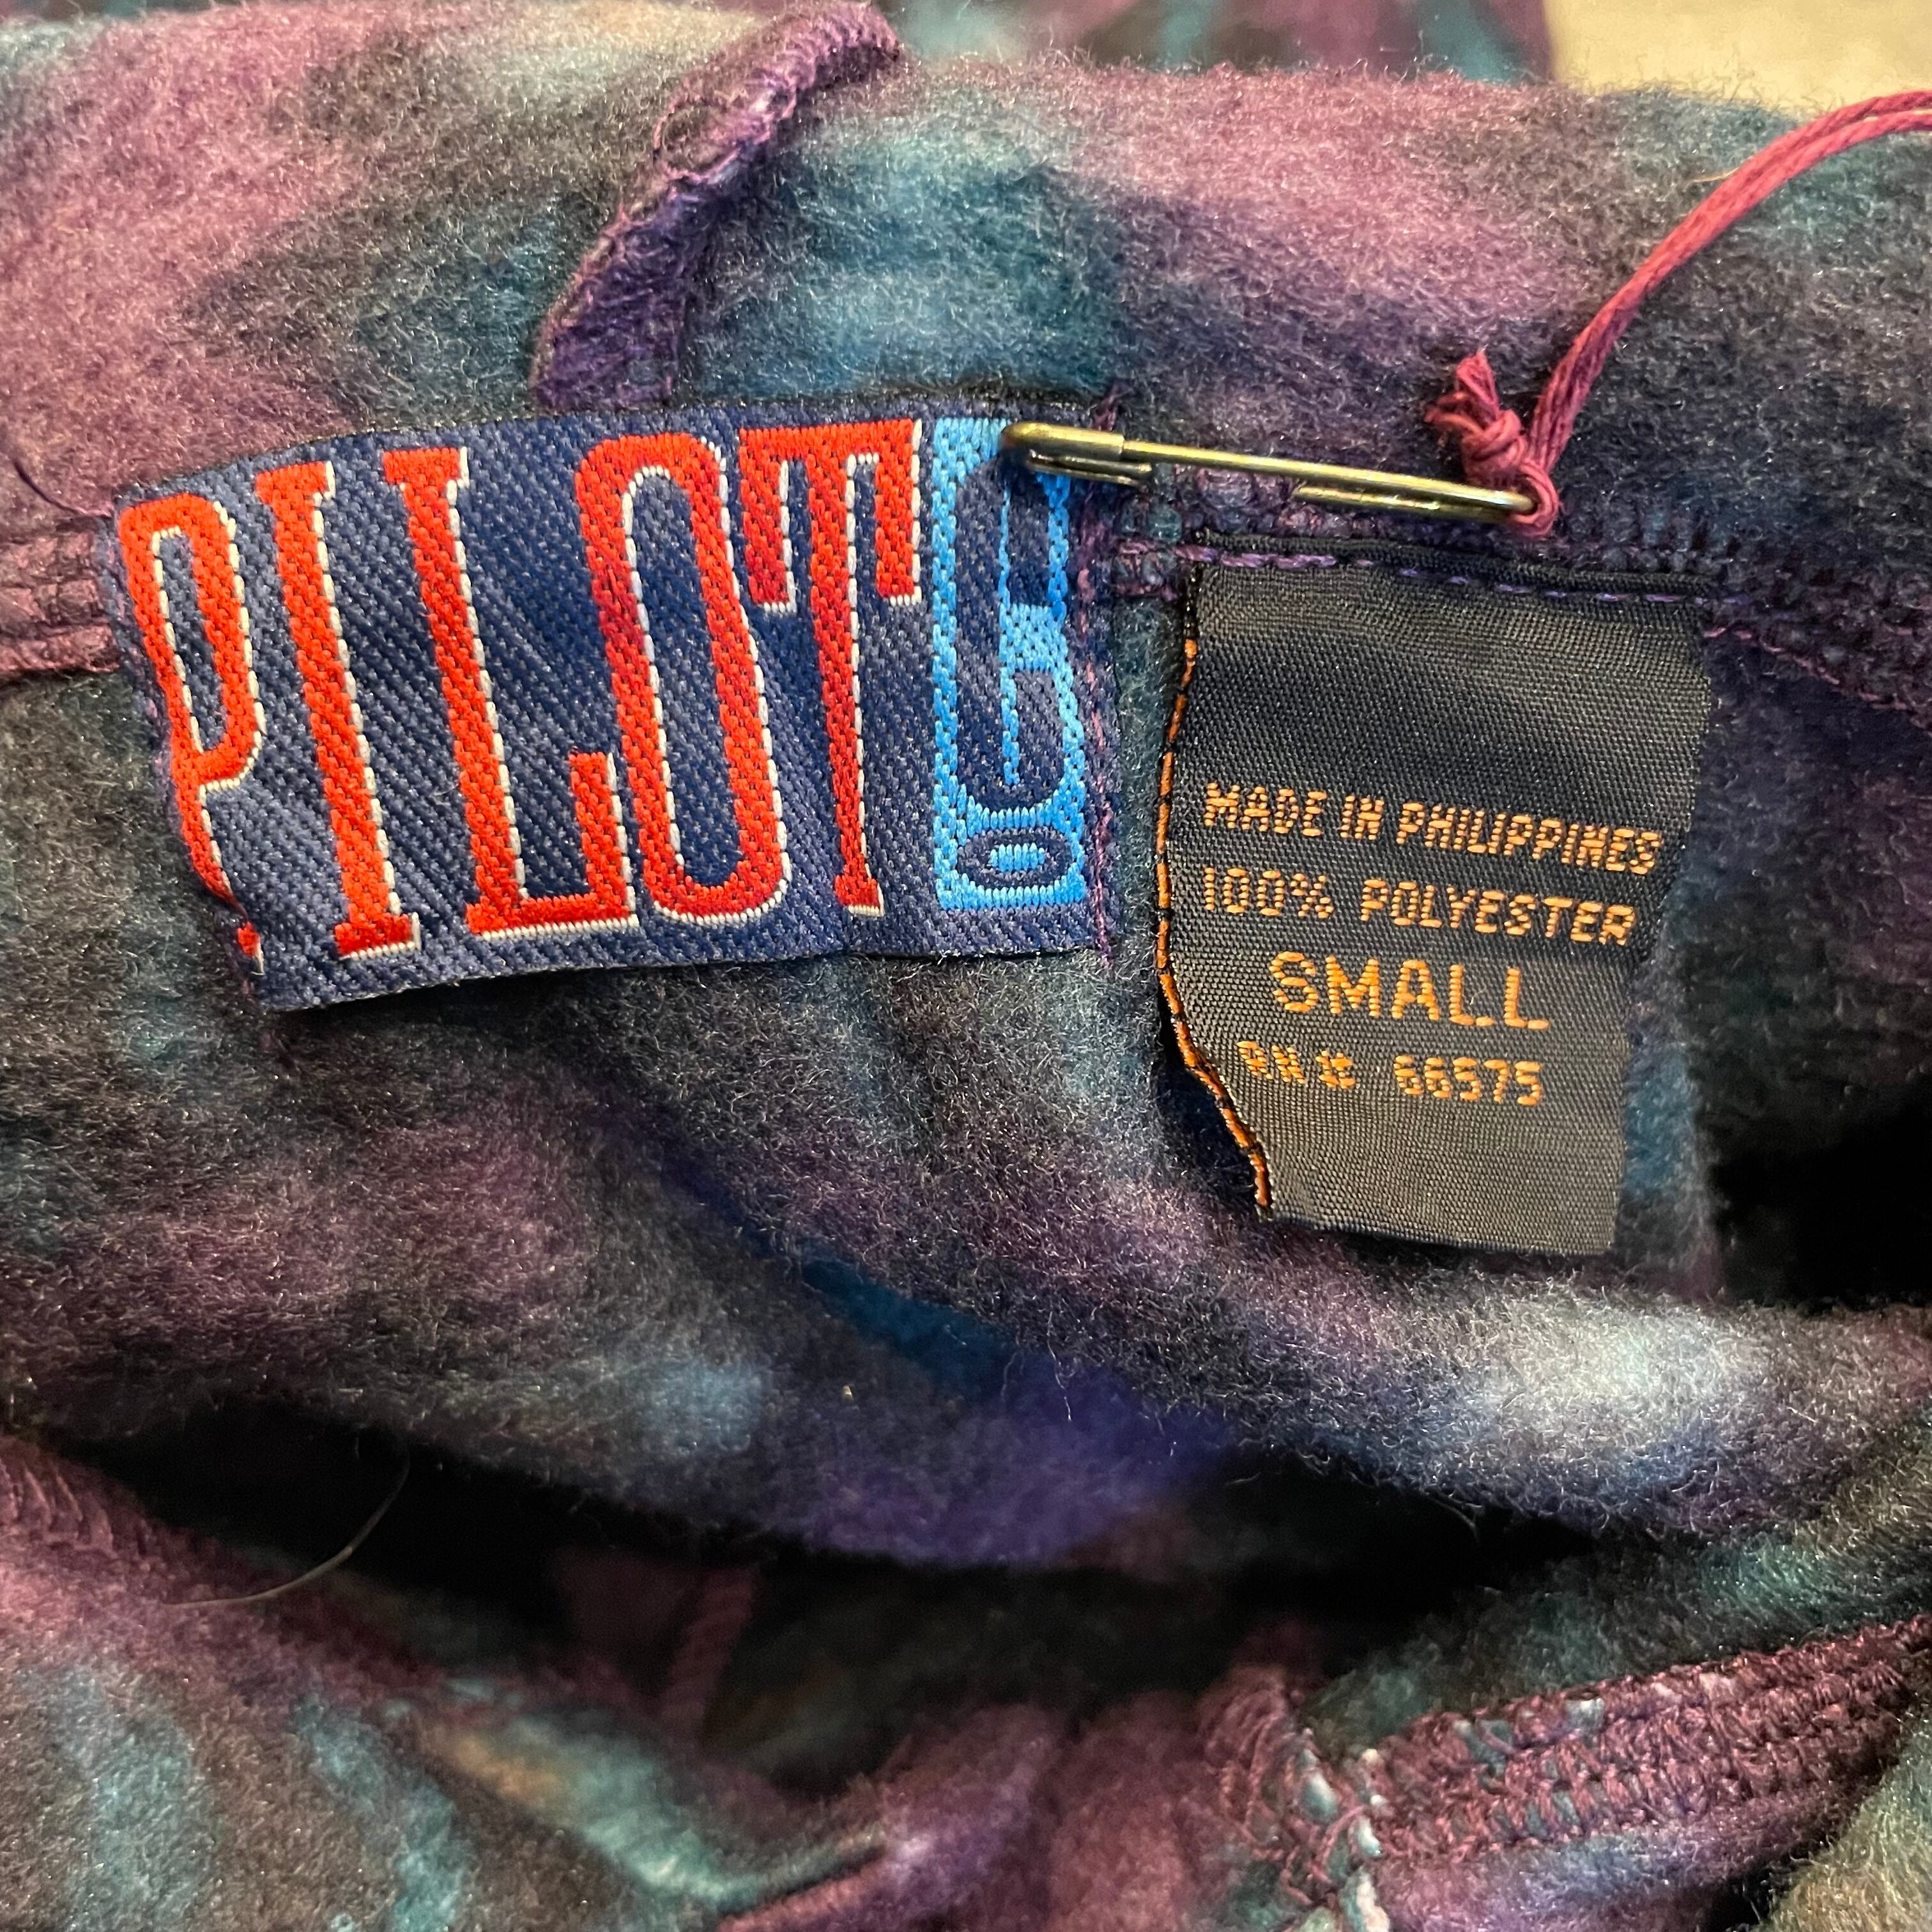 PILOT G
MADE IN PHILIPPINES
100% POLYESTER
SMALL
RN # 66575